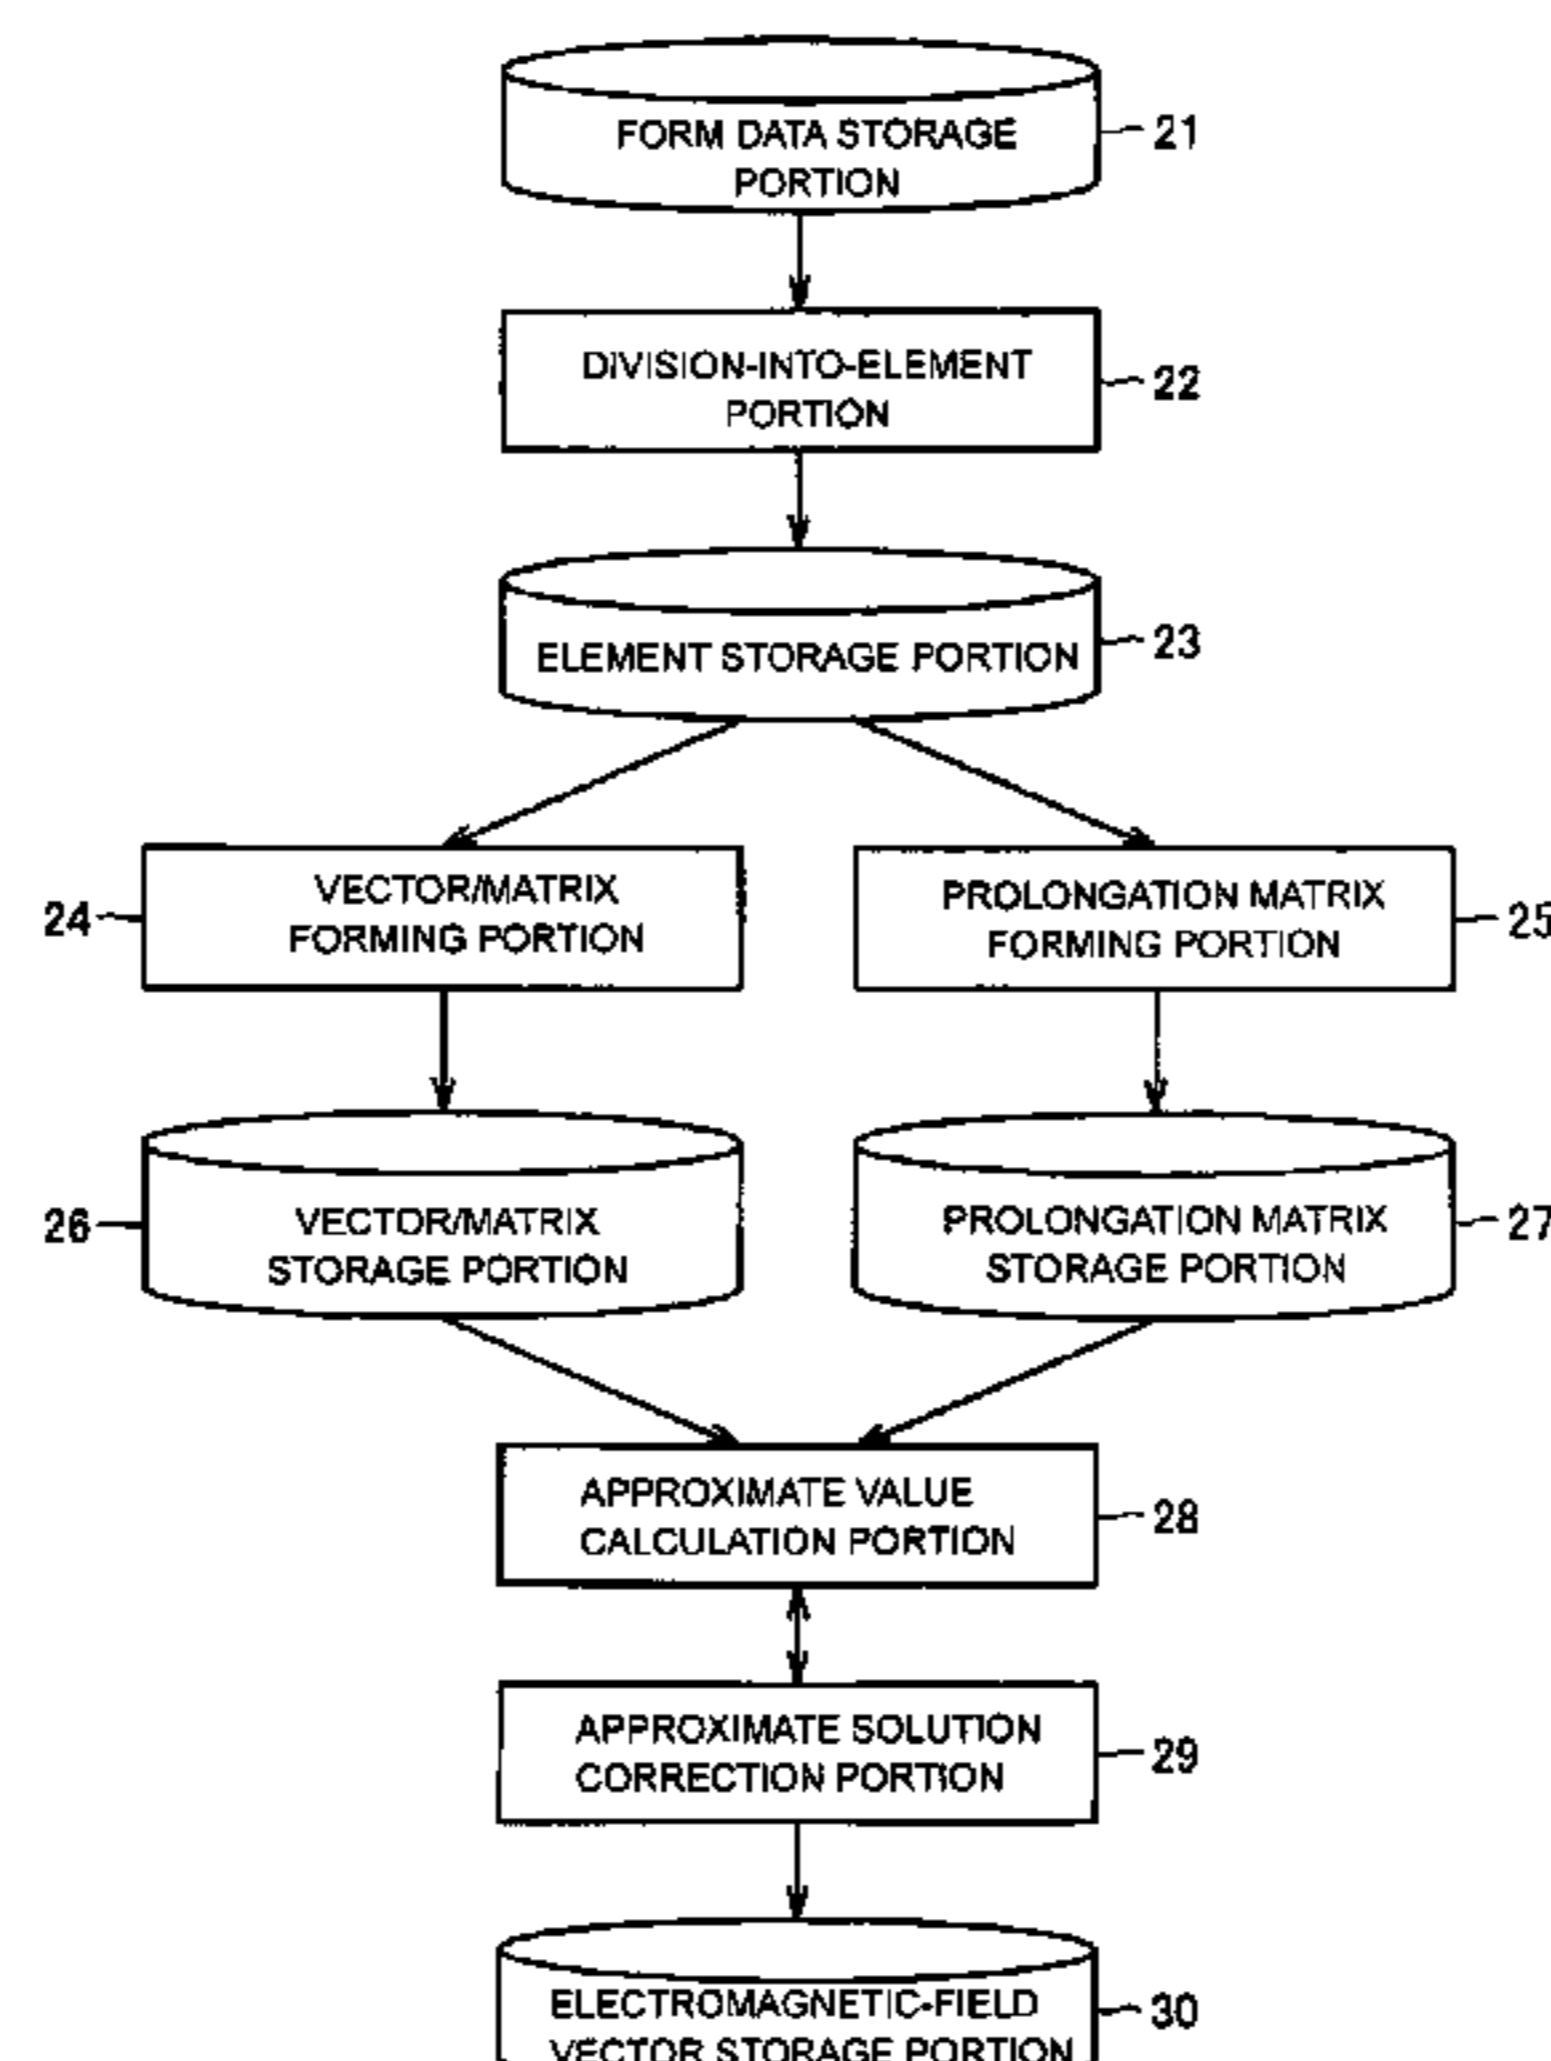 FORM DATA STORAGE
PORTION
21
DIVISION-INTO-ELEMENT
PORTION
22
ELEMENT STORAGE PORTION
23
24
VECTOR/MATRIX
FORMING PORTION
PROLONGATION MATRIX
FORMING PORTION
25
26
VECTOR/MATRIX
STORAGE PORTION
PROLONGATION MATRIX
STORAGE PORTION
27
APPROXIMATE VALUE
CALCULATION PORTION
28
APPROXIMATE SOLUTION
CORRECTION PORTION
29
ELECTROMAGNETIC-FIELD
VECTOR STORAGE PORTION
30